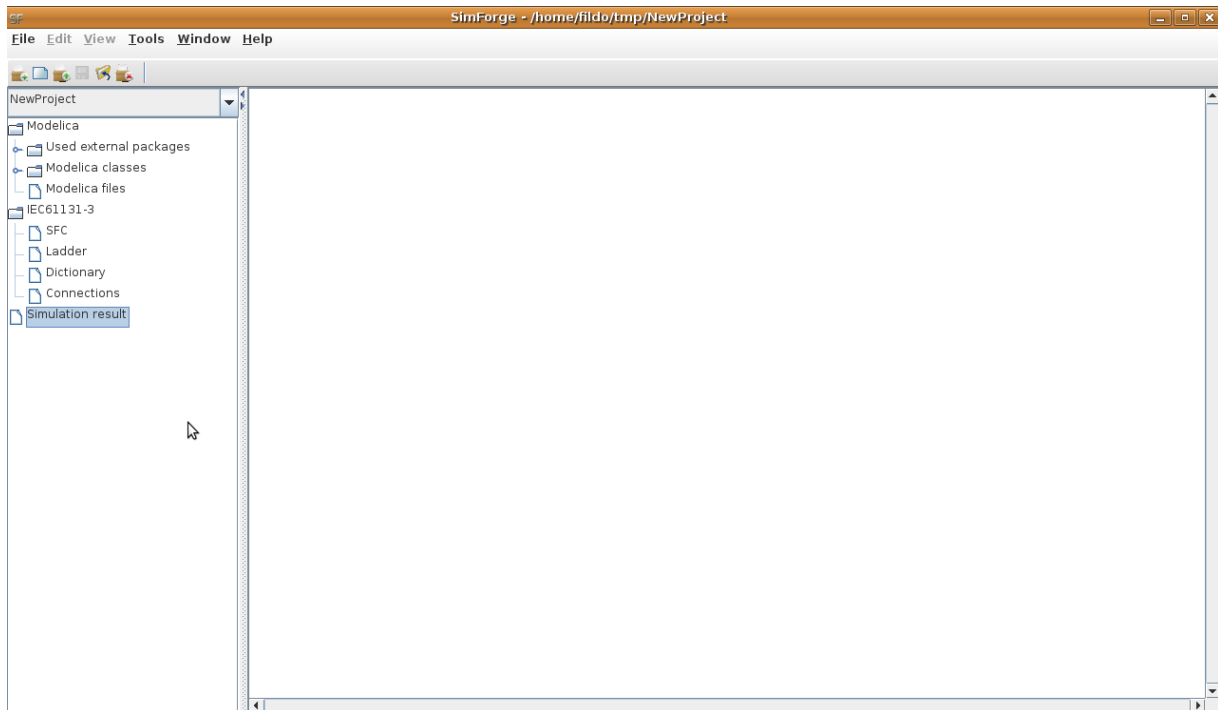 SF SimForge - /home/fildo/tmp/NewProject
File Edit View Tools Window Help
NewProject
Modelica
Used external packages
Modelica classes
Modelica files
IEC61131-3
SFC
Ladder
Dictionary
Connections
Simulation result